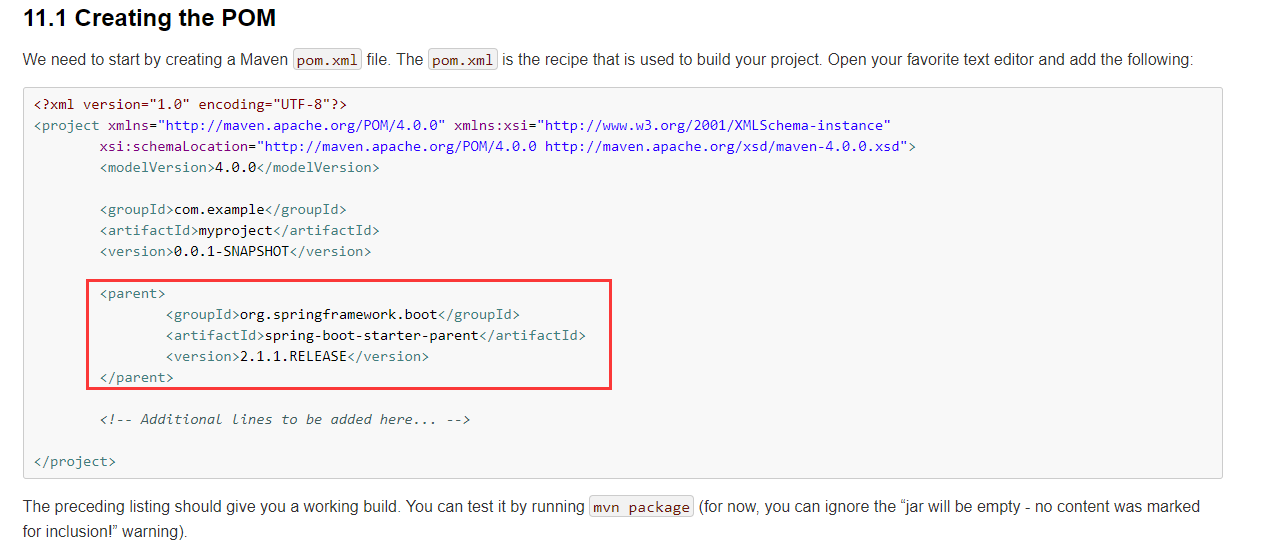 11.1 Creating the POM
We need to start by creating a Maven pom.xml file. The pom.xml is the recipe that is used to build your project. Open your favorite text editor and add the following:
<?xml version="1.0" encoding="UTF-8"?>
<project xmlns="http://maven.apache.org/POM/4.0.0" xmlns:xsi="http://www.w3.org/2001/XMLSchema-instance"
        xsi:schemaLocation="http://maven.apache.org/POM/4.0.0 http://maven.apache.org/xsd/maven-4.0.0.xsd">
        <modelVersion>4.0.0</modelVersion>

        <groupId>com.example</groupId>
        <artifactId>myproject</artifactId>
        <version>0.0.1-SNAPSHOT</version>

        <parent>
                <groupId>org.springframework.boot</groupId>
                <artifactId>spring-boot-starter-parent</artifactId>
                <version>2.1.1.RELEASE</version>
        </parent>

        <!-- Additional lines to be added here... -->

</project>
The preceding listing should give you a working build. You can test it by running mvn package (for now, you can ignore the “jar will be empty - no content was marked
for inclusion!” warning).